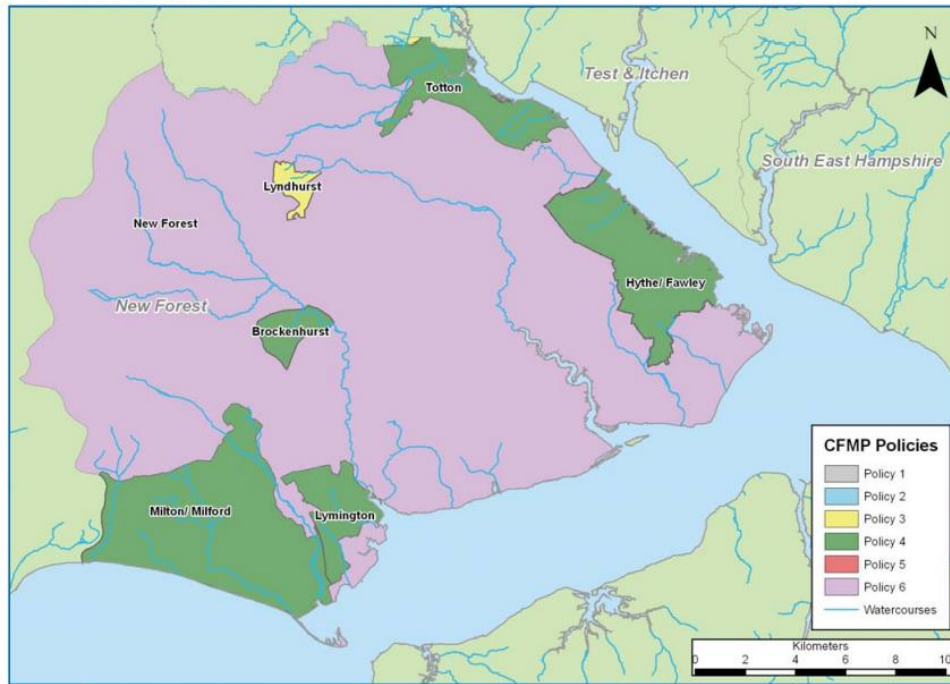 N
Test & Itchen
Totton
South East Hampshire
Lyndhurst
New Forest
Hythe/ Fawley
New Forest
Brockenhurst
Milton/ Milford
Lymington
CFMP Policies
Policy 1
Policy 2
Policy 3
Policy 4
Policy 5
Policy 6
Watercourses
Kilometers
0 2 4 6 8 10